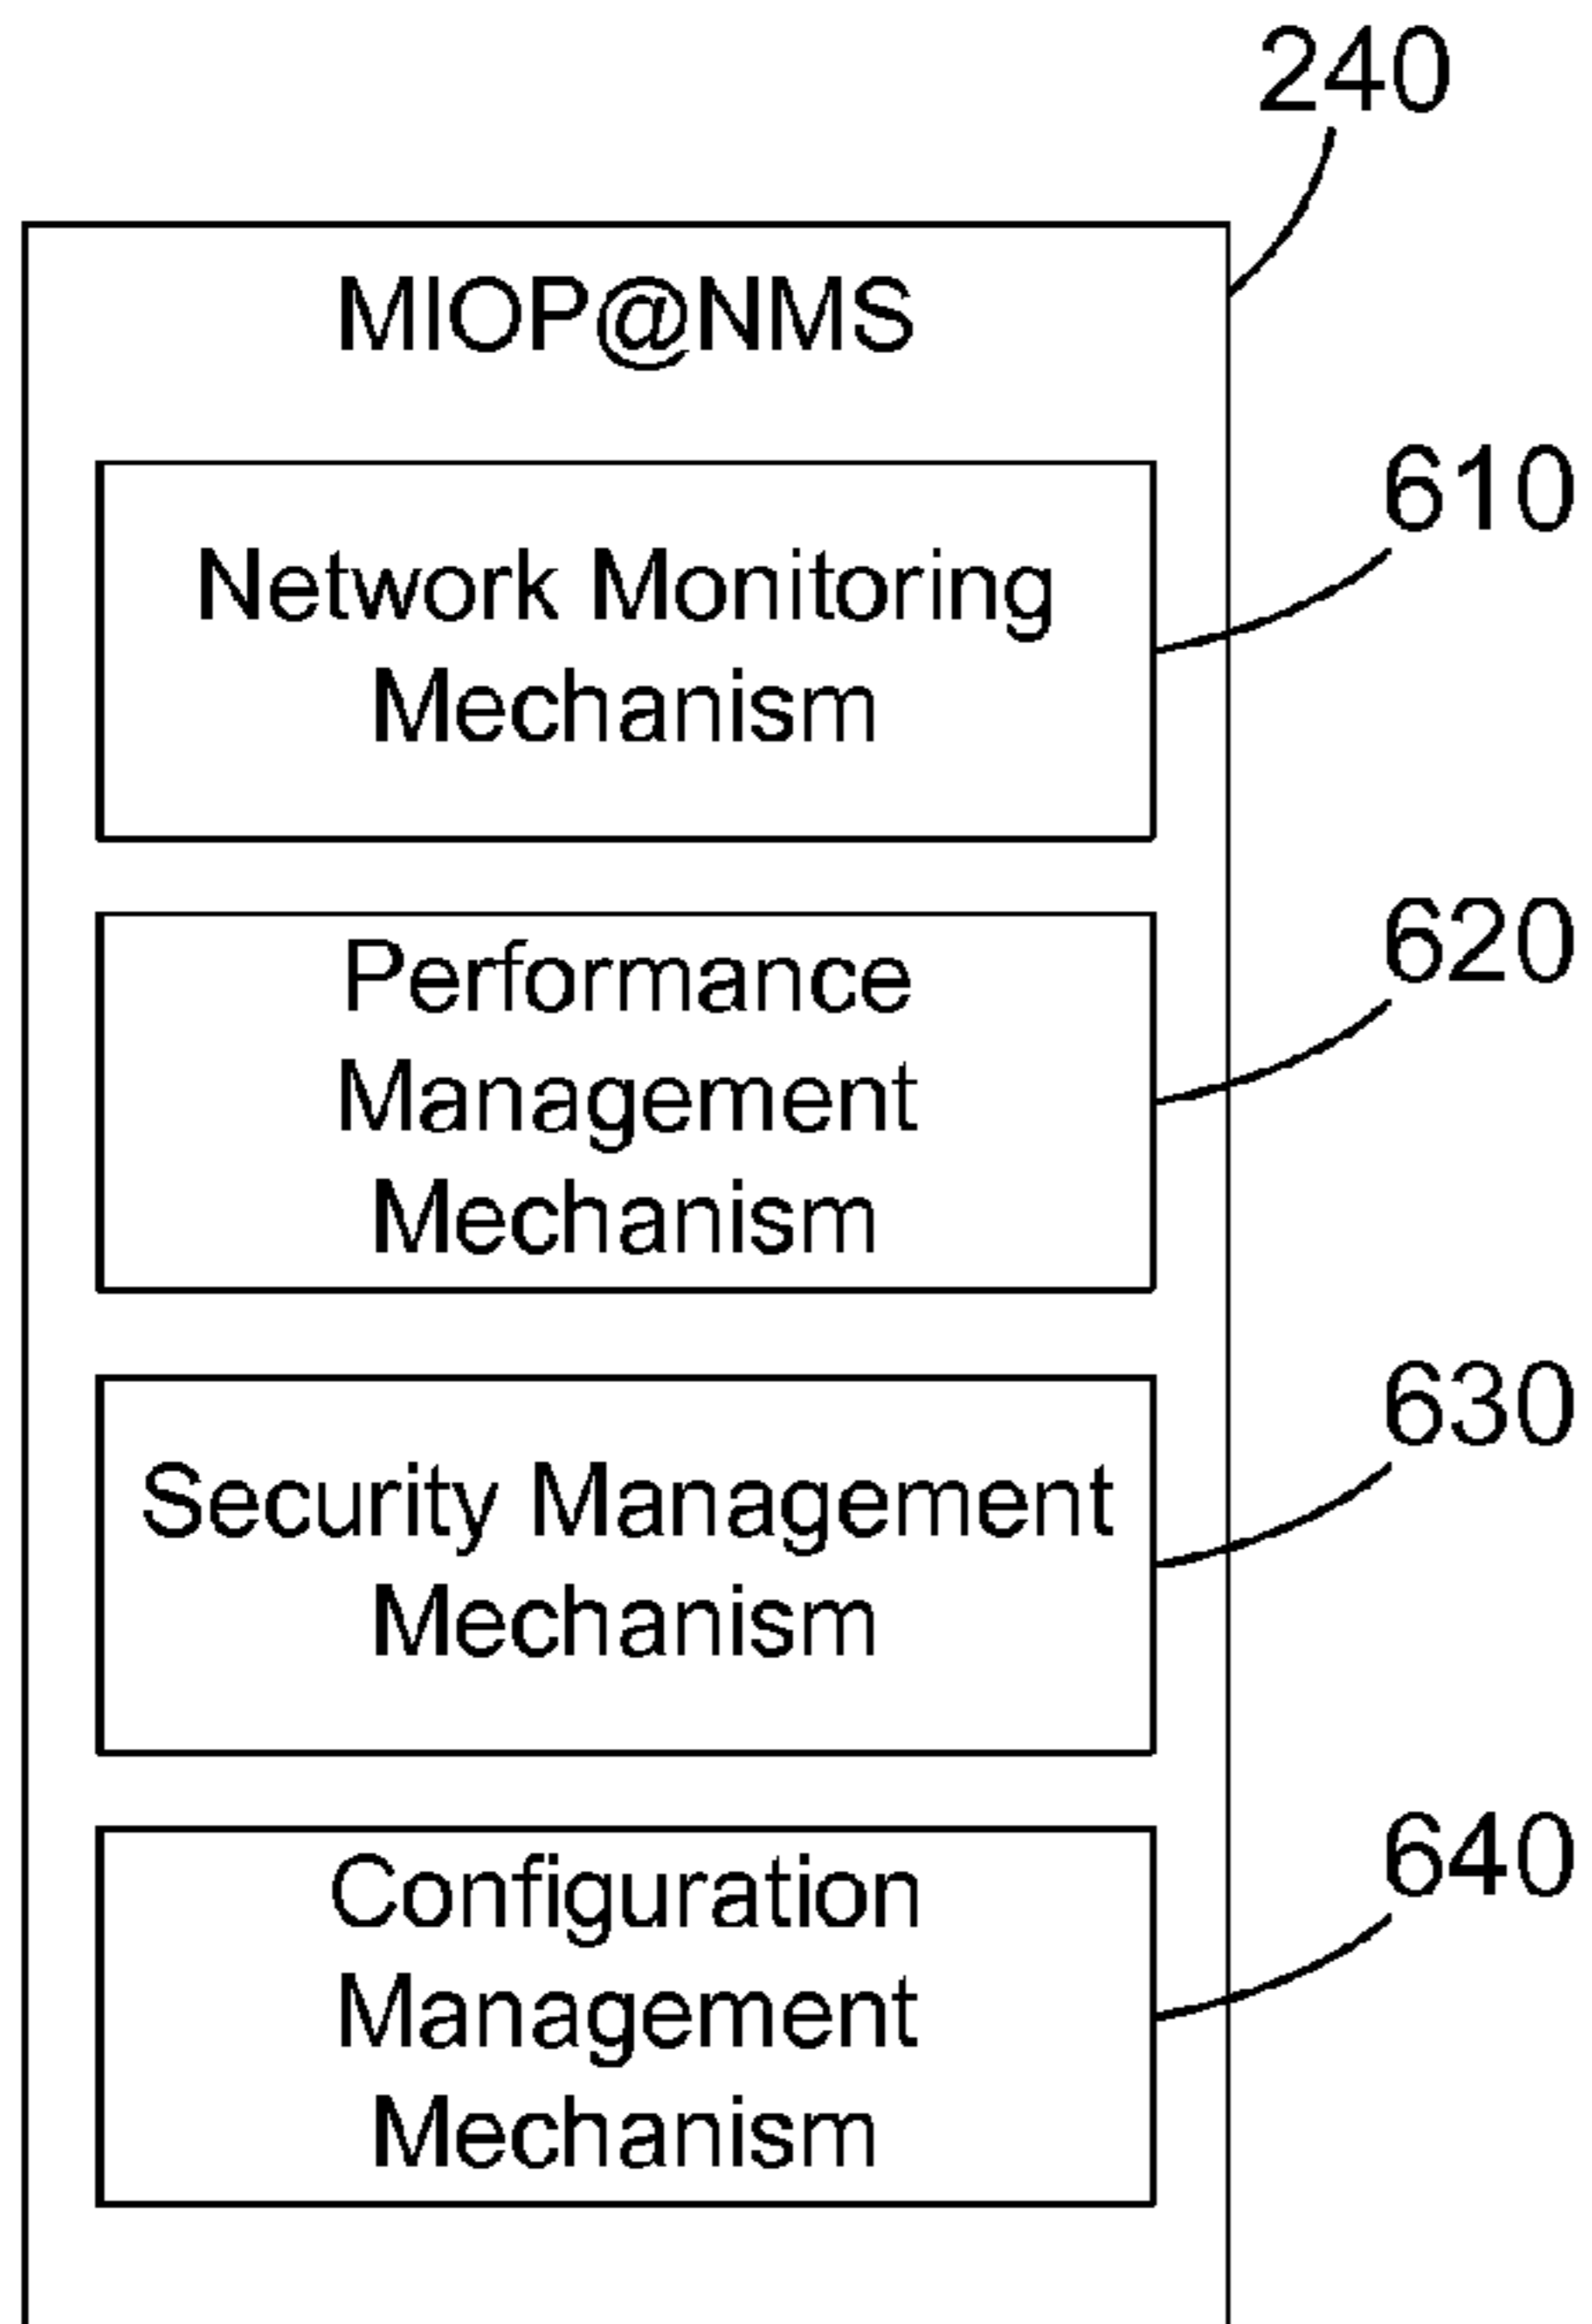 240
MIOP@NMS
610
Network Monitoring
Mechanism
620
Performance
Management
Mechanism
630
Security Management
Mechanism
640
Configuration
Management
Mechanism